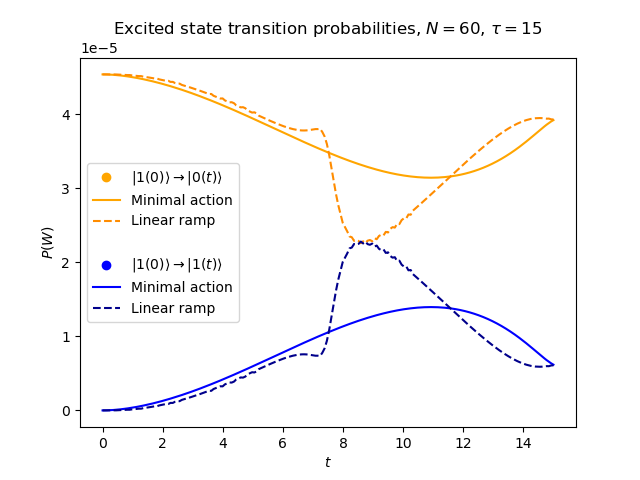 Excited state transition probabilities, N = 60, τ = 15
1e−5
P(W)
4
3
2
1
0
|1(0)⟩→|0(t)⟩
Minimal action
Linear ramp
|1(0)⟩→|1(t)⟩
Minimal action
Linear ramp
0 2 4 6 8 10 12 14
t